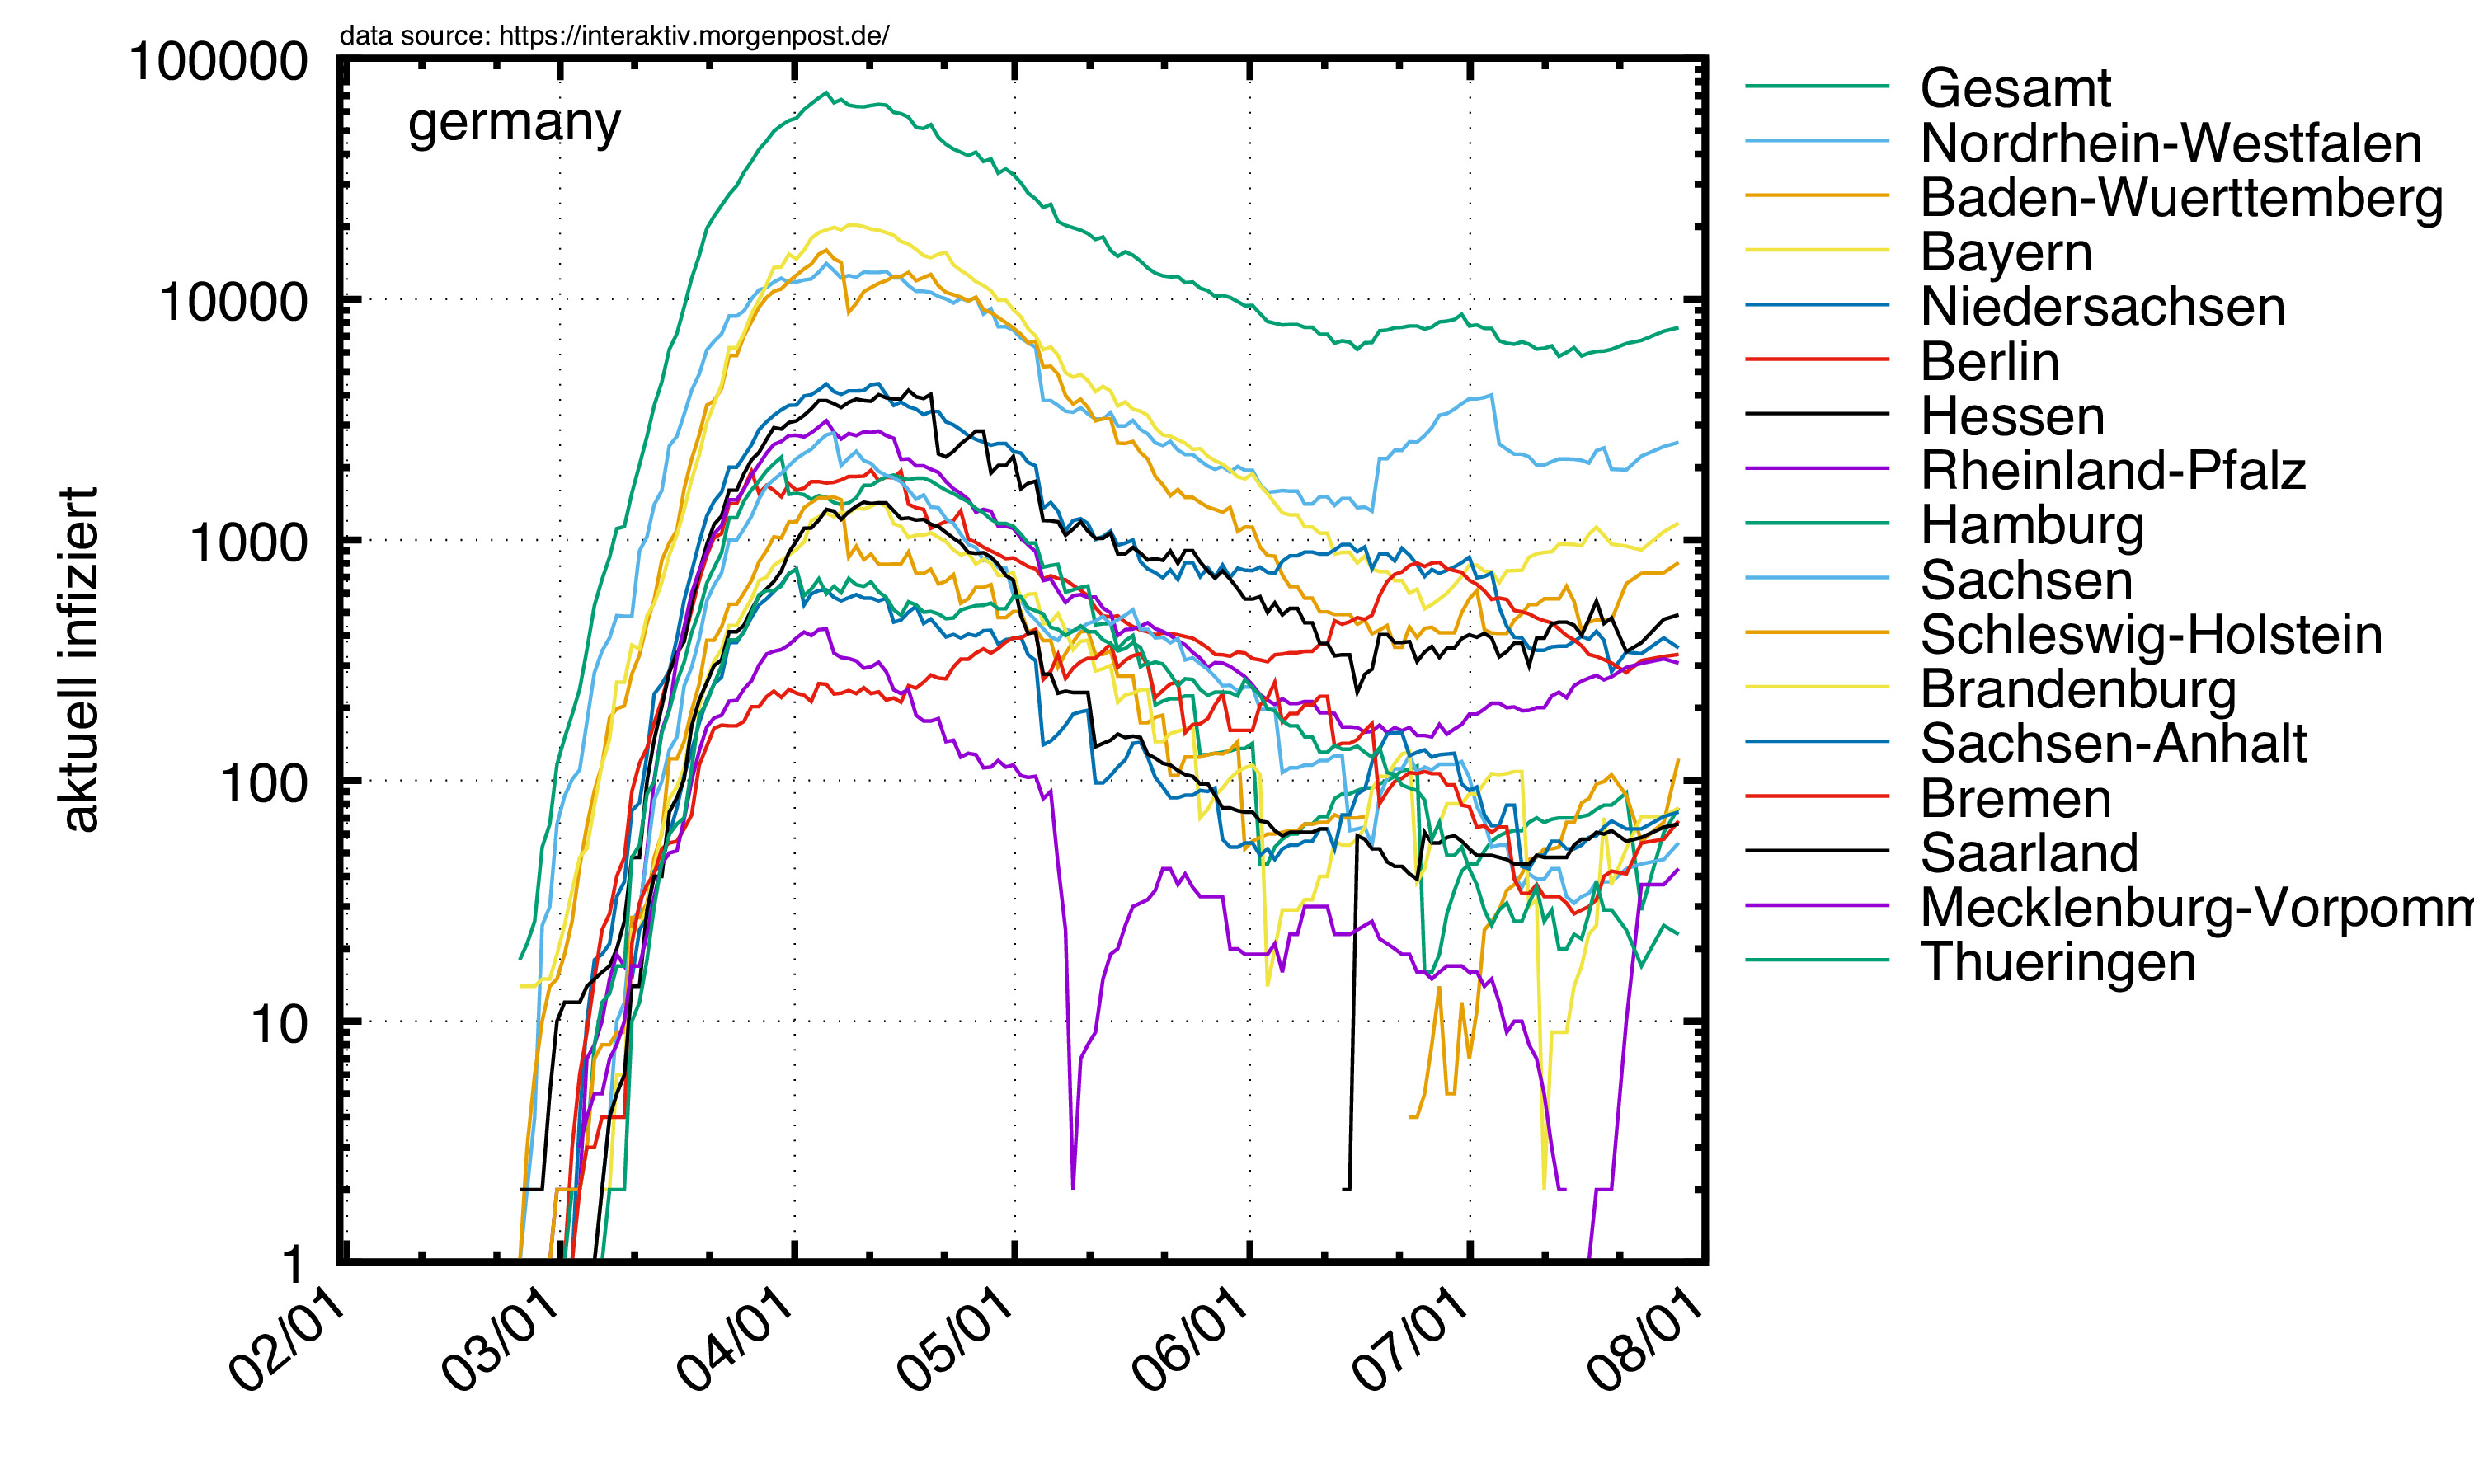 data source: https://interaktiv.morgenpost.de/
germany
aktuell infiziert
100000
10000
1000
100
10
1
02/01
03/01
04/01
05/01
06/01
07/01
08/01
Gesamt
Nordrhein-Westfalen
Baden-Wuerttemberg
Bayern
Niedersachsen
Berlin
Hessen
Rheinland-Pfalz
Hamburg
Sachsen
Schleswig-Holstein
Brandenburg
Sachsen-Anhalt
Bremen
Saarland
Mecklenburg-Vorpomm
Thueringen